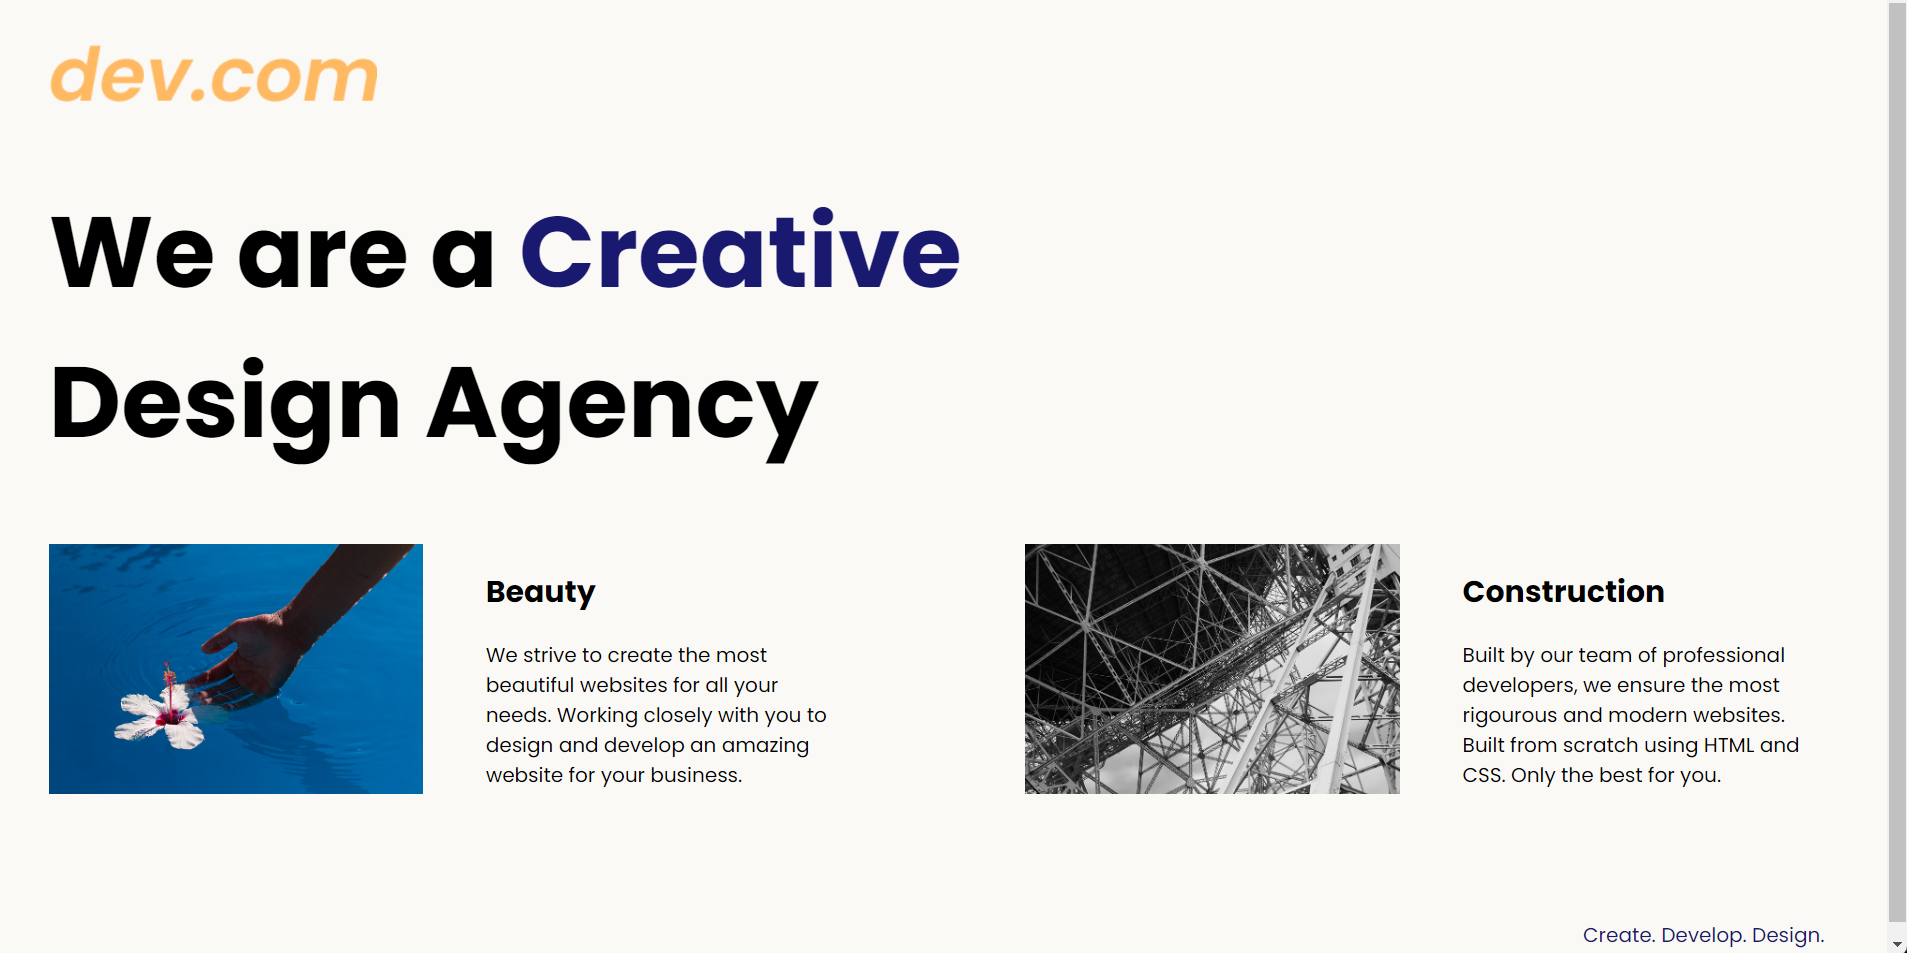 dev.com
We are a Creative
Design Agency
Beauty
We strive to create the most
beautiful websites for all your
needs. Working closely with you to
design and develop an amazing
website for your business.
Construction
Built by our team of professional
developers, we ensure the most
rigourous and modern websites.
Built from scratch using HTML and
CSS. Only the best for you.
Create. Develop. Design.